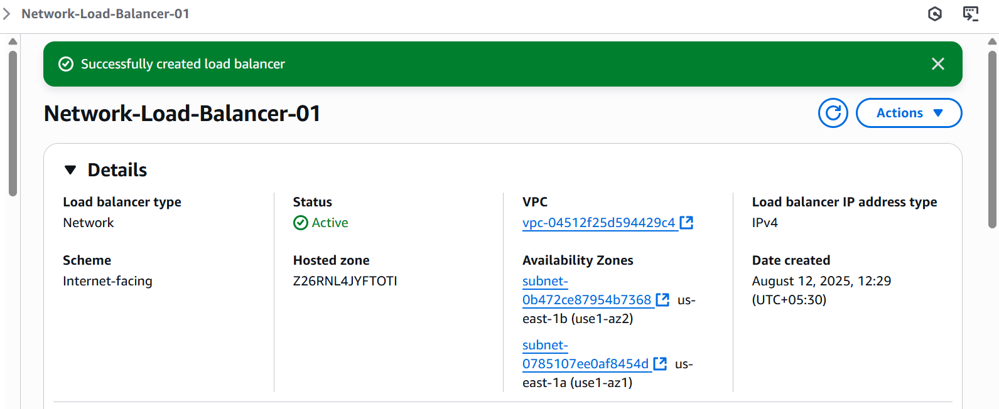 Network-Load-Balancer-01
Successfully created load balancer
Network-Load-Balancer-01
Actions
Details
Load balancer type
Network
Scheme
Internet-facing
Status
Active
Hosted zone
Z26RNL4JYFTOTI
VPC
vpc-04512f25d594429c4
Availability Zones
subnet-
0b472ce87954b7368 us-
east-1b (use1-az2)
subnet-
0785107ee0af8454d us-
east-1a (use1-az1)
Load balancer IP address type
IPv4
Date created
August 12, 2025, 12:29
(UTC+05:30)